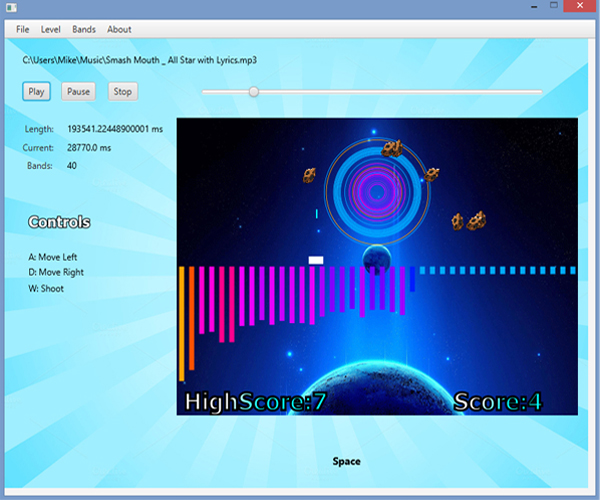 File Level Bands About
C:\Users\Mike\Music\Smash Mouth _ All Star with Lyrics.mp3
Play Pause Stop
Length: 193541.22448900001 ms
Current: 28770.0 ms
Bands: 40
Controls
A: Move Left
D: Move Right
W: Shoot
HighScore:7 Score:4
Space